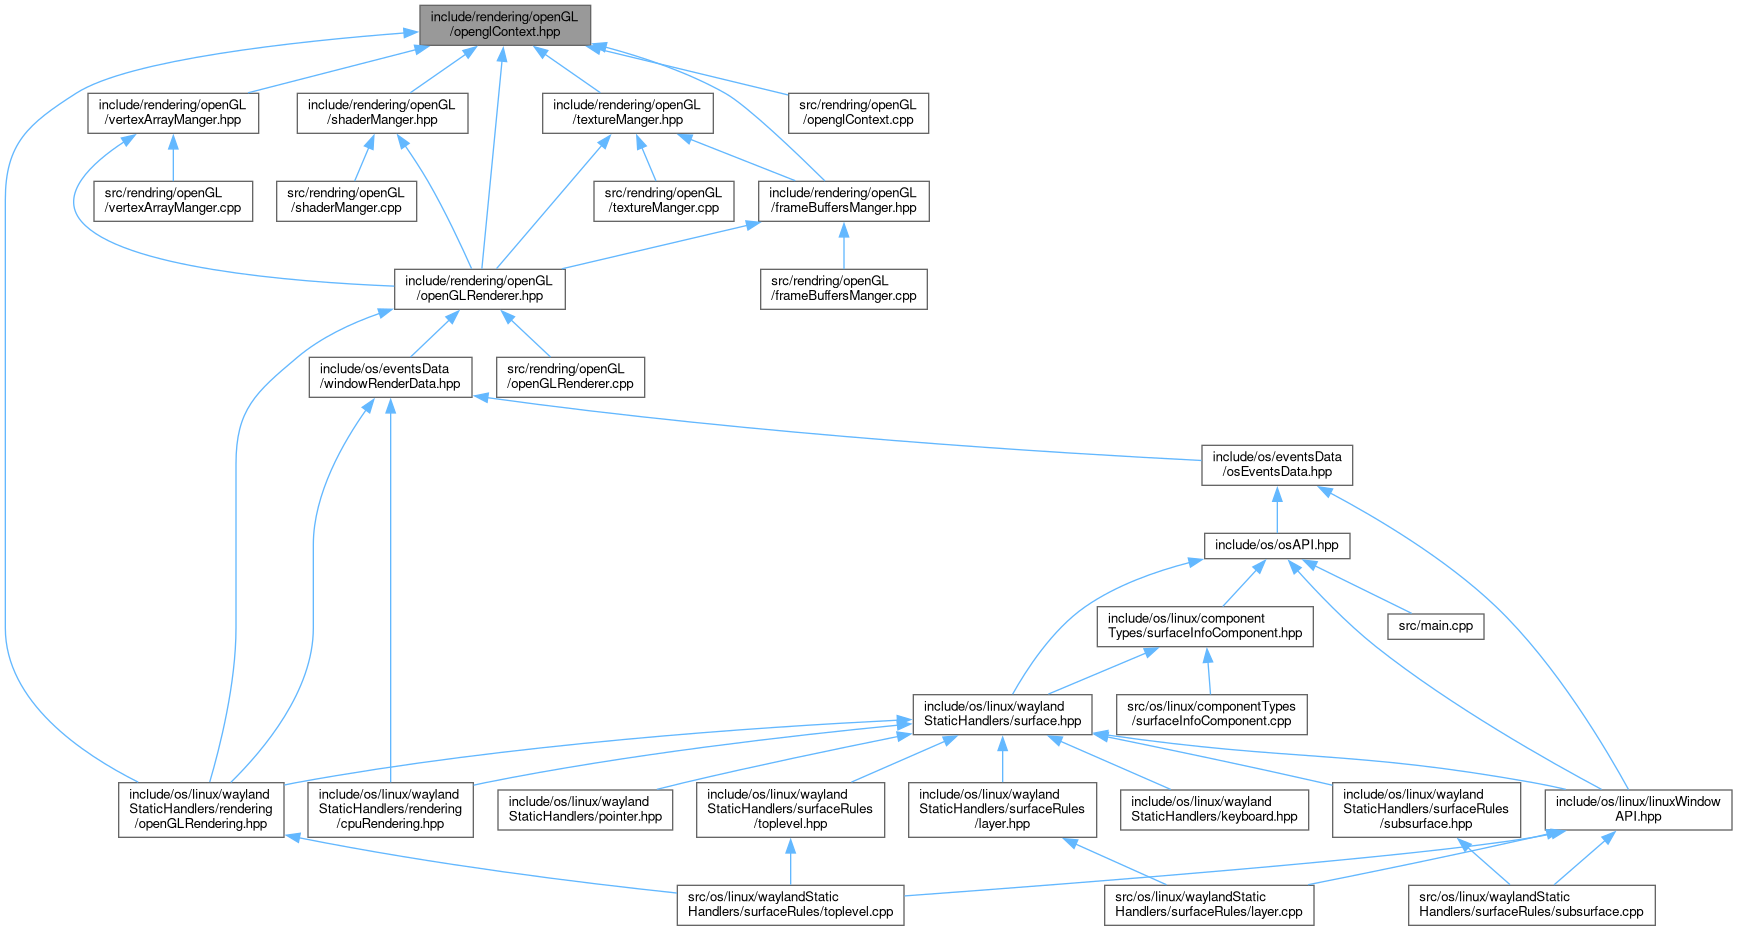 include/rendering/openGL
/openglContext.hpp
include/rendering/openGL
/vertexArrayManger.hpp
include/rendering/openGL
/shaderManger.hpp
include/rendering/openGL
/textureManger.hpp
src/rendring/openGL
/openglContext.cpp
src/rendring/openGL
/vertexArrayManger.cpp
src/rendring/openGL
/shaderManger.cpp
src/rendring/openGL
/textureManger.cpp
include/rendering/openGL
/frameBuffersManger.hpp
include/rendering/openGL
/openGLRenderer.hpp
src/rendring/openGL
/frameBuffersManger.cpp
include/os/eventsData
/windowRenderData.hpp
src/rendring/openGL
/openGLRenderer.cpp
include/os/eventsData
/osEventsData.hpp
include/os/osAPI.hpp
include/os/linux/component
Types/surfaceInfoComponent.hpp
src/main.cpp
include/os/linux/wayland
StaticHandlers/surface.hpp
src/os/linux/componentTypes
/surfaceInfoComponent.cpp
include/os/linux/wayland
StaticHandlers/rendering
/openGLRendering.hpp
include/os/linux/wayland
StaticHandlers/rendering
/cpuRendering.hpp
include/os/linux/wayland
StaticHandlers/pointer.hpp
include/os/linux/wayland
StaticHandlers/surfaceRules
/toplevel.hpp
include/os/linux/wayland
StaticHandlers/surfaceRules
/layer.hpp
include/os/linux/wayland
StaticHandlers/keyboard.hpp
include/os/linux/wayland
StaticHandlers/surfaceRules
/subsurface.hpp
include/os/linux/linuxWindow
API.hpp
src/os/linux/waylandStatic
Handlers/surfaceRules/toplevel.cpp
src/os/linux/waylandStatic
Handlers/surfaceRules/layer.cpp
src/os/linux/waylandStatic
Handlers/surfaceRules/subsurface.cpp